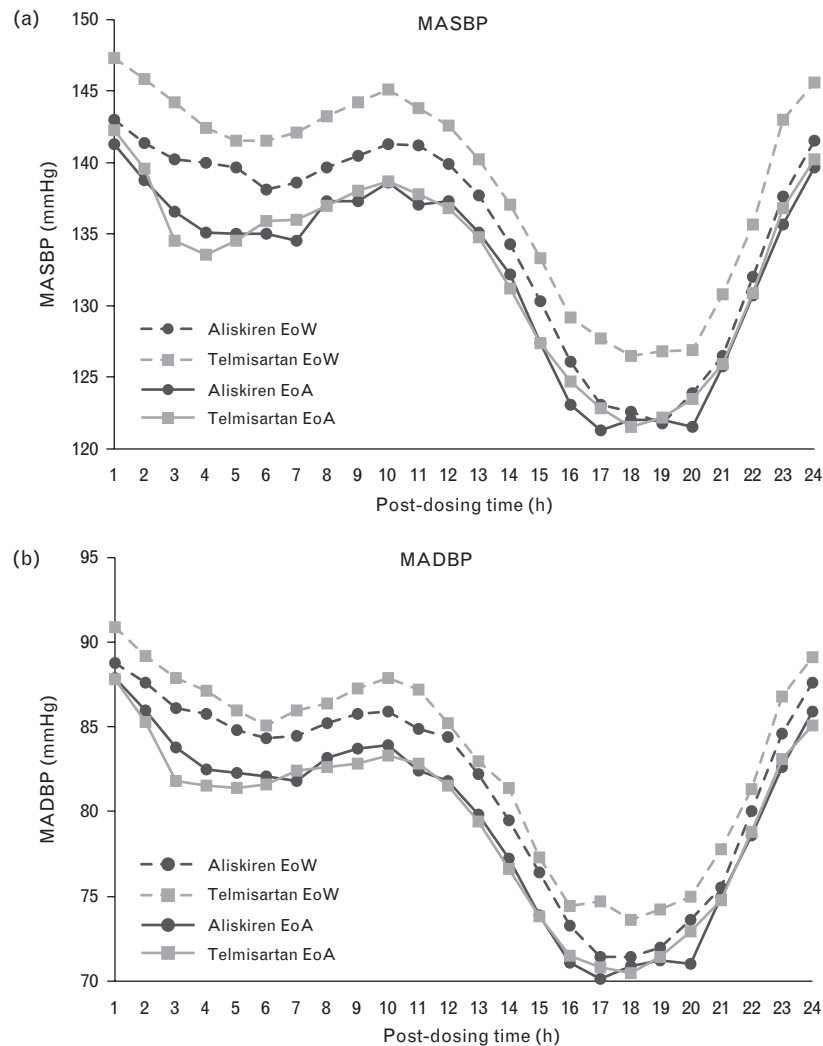 (a)
MASBP
150
145
140
135
130
125
120
MASBP (mmHg)
Aliskiren EoW
Telmisartan EoW
Aliskiren EoA
Telmisartan EoA
1 2 3 4 5 6 7 8 9 10 11 12 13 14 15 16 17 18 19 20 21 22 23 24
Post-dosing time (h)
(b)
MADBP
95
90
85
80
75
70
MADBP (mmHg)
Aliskiren EoW
Telmisartan EoW
Aliskiren EoA
Telmisartan EoA
1 2 3 4 5 6 7 8 9 10 11 12 13 14 15 16 17 18 19 20 21 22 23 24
Post-dosing time (h)